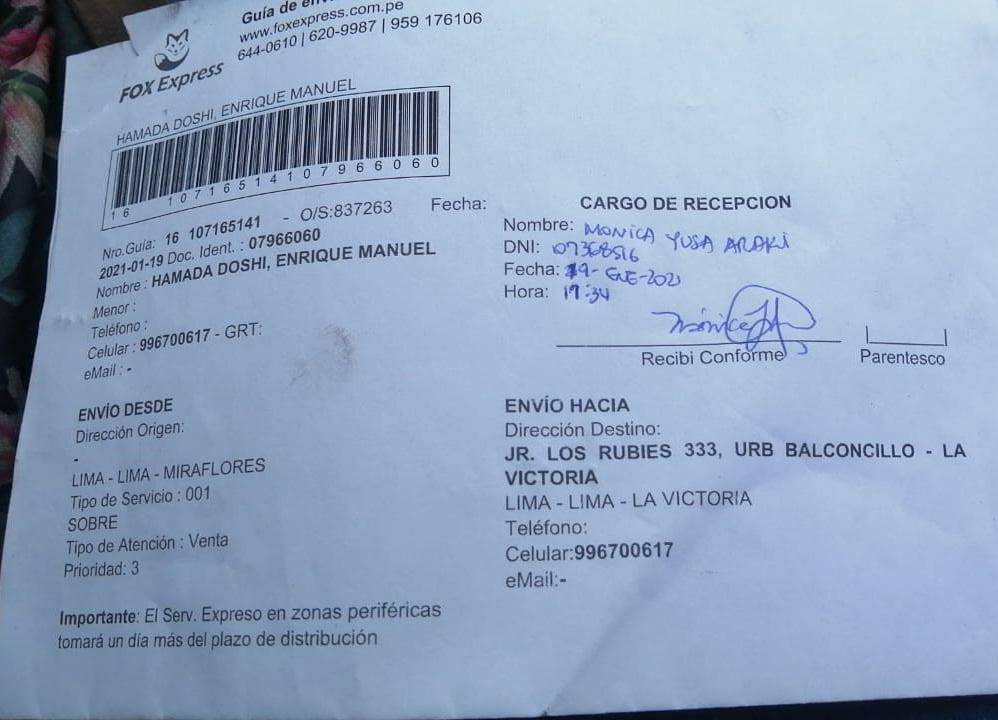 Guía de
www.foxexpress.com.pe
644-0610 | 620-9987 | 959 176106
FOX Express
HAMADA DOSHI, ENRIQUE MANUEL
16 10716514107966060
Nro.Guía: 16 107165141 - O/S:837263 Fecha:
2021-01-19 Doc. Ident. : 07966060
Nombre : HAMADA DOSHI, ENRIQUE MANUEL
Menor :
Teléfono :
Celular : 996700617 - GRT:
eMail : -
CARGO DE RECEPCION
Nombre: MONICA YUSA ARAKI
DNI: 07368516
Fecha: 19-ENE-2021
Hora: 17:34
Recibi Conforme
Parentesco
ENVÍO DESDE
Dirección Origen:
-
LIMA - LIMA - MIRAFLORES
Tipo de Servicio : 001
SOBRE
Tipo de Atención : Venta
Prioridad: 3
ENVÍO HACIA
Dirección Destino:
JR. LOS RUBIES 333, URB BALCONCILLO - LA
VICTORIA
LIMA - LIMA - LA VICTORIA
Teléfono:
Celular:996700617
eMail:-
Importante: El Serv. Expreso en zonas periféricas
tomará un día más del plazo de distribución